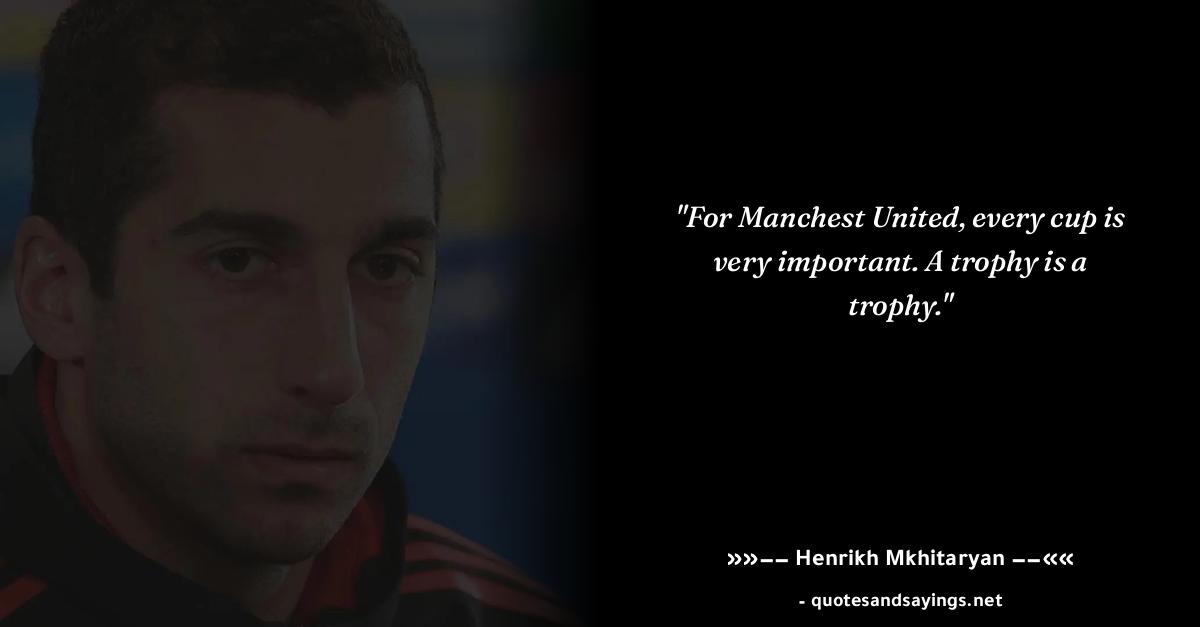 "For Manchest United, every cup is
very important. A trophy is a
trophy."
»»–– Henrikh Mkhitaryan ––««
- quotesandsayings.net